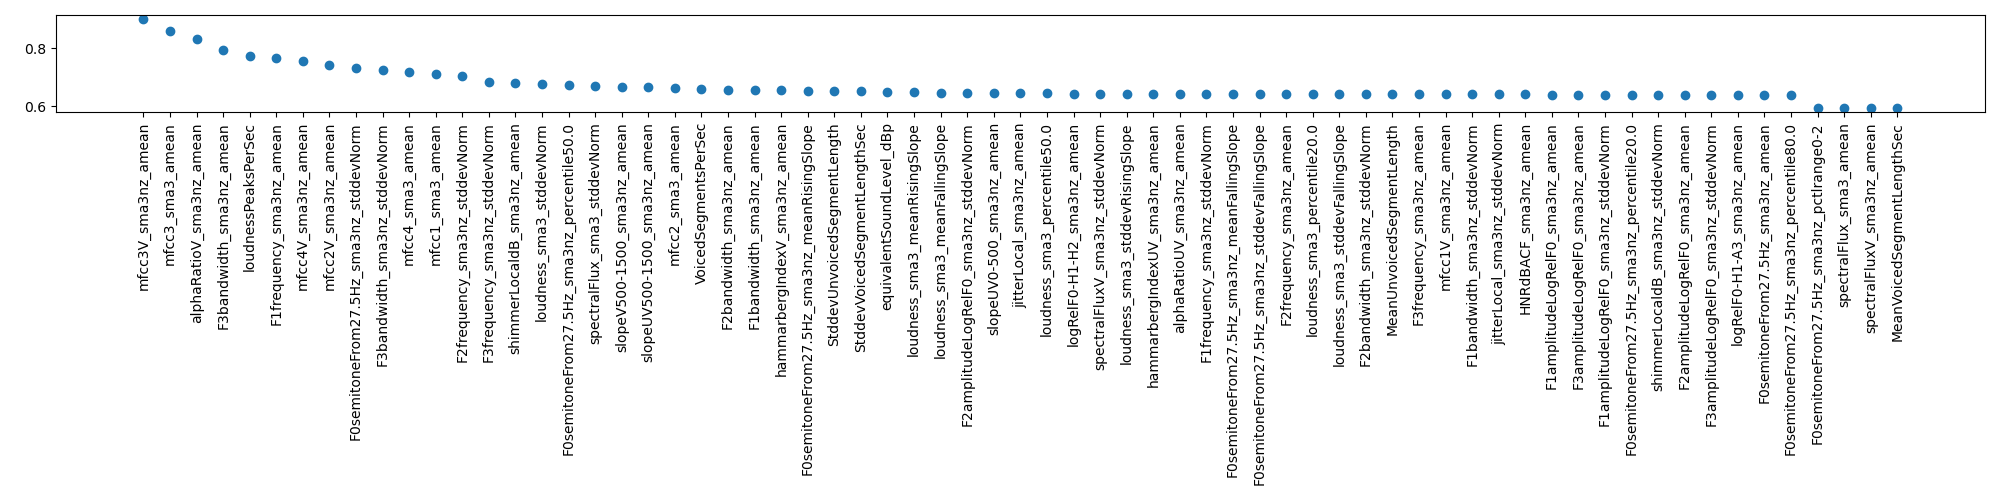 0.8
0.6
mfcc3V_sma3nz_amean
mfcc3_sma3_amean
alphaRatioV_sma3nz_amean
F3bandwidth_sma3nz_amean
loudnessPeaksPerSec
F1frequency_sma3nz_amean
mfcc4V_sma3nz_amean
mfcc2V_sma3nz_amean
F0semitoneFrom27.5Hz_sma3nz_stddevNorm
F3bandwidth_sma3nz_stddevNorm
mfcc4_sma3_amean
mfcc1_sma3_amean
F2frequency_sma3nz_stddevNorm
F3frequency_sma3nz_stddevNorm
shimmerLocaldB_sma3nz_amean
loudness_sma3_stddevNorm
F0semitoneFrom27.5Hz_sma3nz_percentile50.0
spectralFlux_sma3_stddevNorm
slopeV500-1500_sma3nz_amean
slopeUV500-1500_sma3nz_amean
mfcc2_sma3_amean
VoicedSegmentsPerSec
F2bandwidth_sma3nz_amean
F1bandwidth_sma3nz_amean
hammarbergIndexV_sma3nz_amean
F0semitoneFrom27.5Hz_sma3nz_meanRisingSlope
StddevUnvoicedSegmentLength
StddevVoicedSegmentLengthSec
equivalentSoundLevel_dBp
loudness_sma3_meanRisingSlope
loudness_sma3_meanFallingSlope
F2amplitudeLogRelF0_sma3nz_stddevNorm
slopeUV0-500_sma3nz_amean
jitterLocal_sma3nz_amean
loudness_sma3_percentile50.0
logRelF0-H1-H2_sma3nz_amean
spectralFluxV_sma3nz_stddevNorm
loudness_sma3_stddevRisingSlope
hammarbergIndexUV_sma3nz_amean
alphaRatioUV_sma3nz_amean
F1frequency_sma3nz_stddevNorm
F0semitoneFrom27.5Hz_sma3nz_meanFallingSlope
F0semitoneFrom27.5Hz_sma3nz_stddevFallingSlope
F2frequency_sma3nz_amean
loudness_sma3_percentile20.0
loudness_sma3_stddevFallingSlope
F2bandwidth_sma3nz_stddevNorm
MeanUnvoicedSegmentLength
F3frequency_sma3nz_amean
mfcc1V_sma3nz_amean
F1bandwidth_sma3nz_stddevNorm
jitterLocal_sma3nz_stddevNorm
HNRdBACF_sma3nz_amean
F1amplitudeLogRelF0_sma3nz_amean
F3amplitudeLogRelF0_sma3nz_amean
F1amplitudeLogRelF0_sma3nz_stddevNorm
F0semitoneFrom27.5Hz_sma3nz_percentile20.0
shimmerLocaldB_sma3nz_stddevNorm
F2amplitudeLogRelF0_sma3nz_amean
F3amplitudeLogRelF0_sma3nz_stddevNorm
logRelF0-H1-A3_sma3nz_amean
F0semitoneFrom27.5Hz_sma3nz_amean
F0semitoneFrom27.5Hz_sma3nz_percentile80.0
F0semitoneFrom27.5Hz_sma3nz_pctlrange0-2
spectralFlux_sma3_amean
spectralFluxV_sma3nz_amean
MeanVoicedSegmentLengthSec